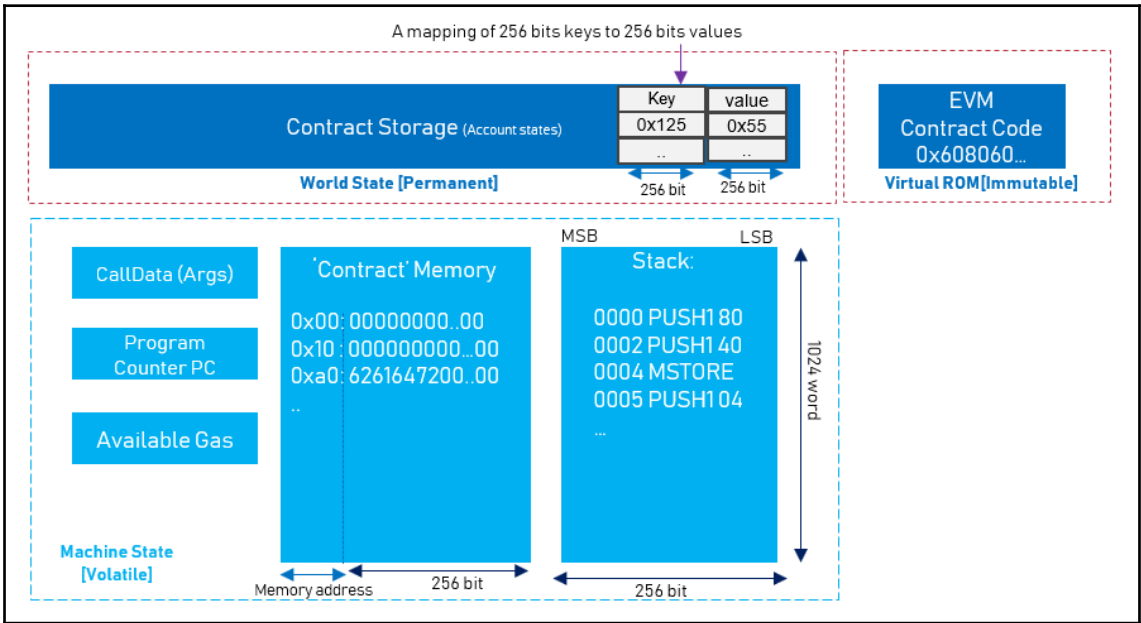 A mapping of 256 bits keys to 256 bits values
Contract Storage (Account states)
Key value
0x125 0x55
.. ..
256 bit 256 bit
World State [Permanent]
EVM
Contract Code
0x608060...
Virtual ROM[Immutable]
CallData (Args)
Program
Counter PC
Available Gas
Machine State
[Volatile]
'Contract' Memory
0x00: 00000000..00
0x10 : 000000000...00
0xa0: 6261647200..00
..
Memory address
256 bit
MSB LSB
Stack:
0000 PUSH1 80
0002 PUSH1 40
0004 MSTORE
0005 PUSH1 04
...
1024 word
256 bit